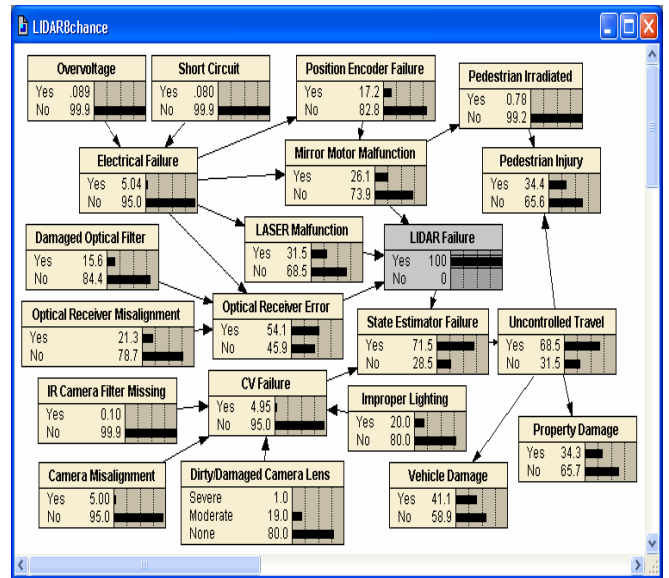 LIDAR8chance
Overvoltage
Yes .089
No 99.9
Short Circuit
Yes .080
No 99.9
Position Encoder Failure
Yes 17.2
No 82.8
Pedestrian Irradiated
Yes 0.78
No 99.2
Electrical Failure
Yes 5.04
No 95.0
Mirror Motor Malfunction
Yes 26.1
No 73.9
Pedestrian Injury
Yes 34.4
No 65.6
Damaged Optical Filter
Yes 15.6
No 84.4
LASER Malfunction
Yes 31.5
No 68.5
LIDAR Failure
Yes 100
No 0
Optical Receiver Misalignment
Yes 21.3
No 78.7
Optical Receiver Error
Yes 54.1
No 45.9
State Estimator Failure
Yes 71.5
No 28.5
Uncontrolled Travel
Yes 68.5
No 31.5
IR Camera Filter Missing
Yes 0.10
No 99.9
CV Failure
Yes 4.95
No 95.0
Improper Lighting
Yes 20.0
No 80.0
Property Damage
Yes 34.3
No 65.7
Camera Misalignment
Yes 5.00
No 95.0
Dirty/Damaged Camera Lens
Severe 1.0
Moderate 19.0
None 80.0
Vehicle Damage
Yes 41.1
No 58.9